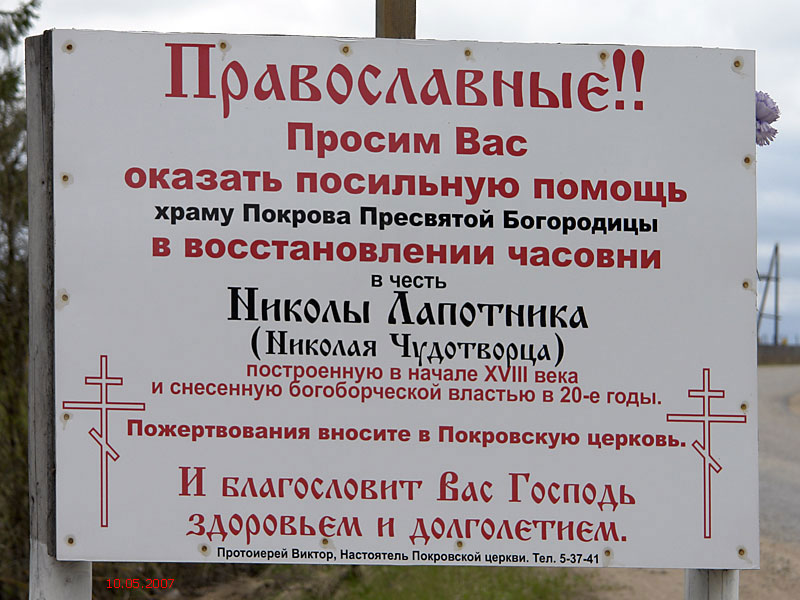 Православные!!
Просим Вас
оказать посильную помощь
храму Покрова Пресвятой Богородицы
в восстановлении часовни
в честь
Николы Лапотника
(Николая Чудотворца)
построенную в начале XVIII века
и снесенную богоборческой властью в 20-е годы.
Пожертвования вносите в Покровскую церковь.
И благословит Вас Господь
здоровьем и долголетием.
Протоиерей Виктор, Настоятель Покровской церкви. Тел. 5-37-41
10.05.2007